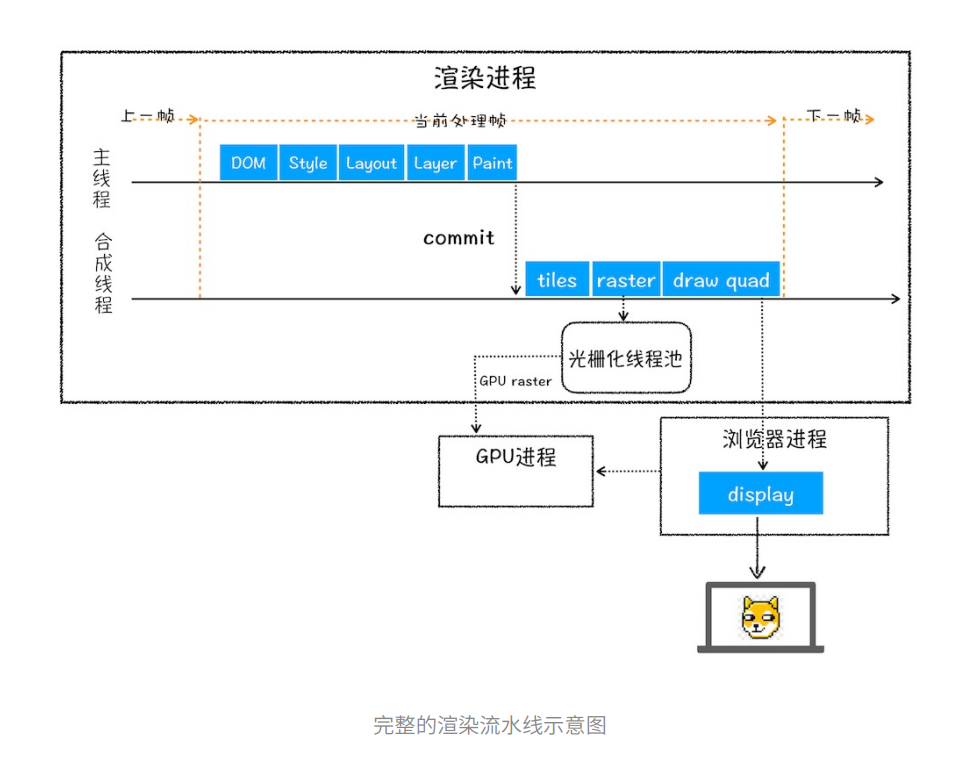 渲染进程
上一帧
当前处理帧
下一帧
主线程
DOM
Style
Layout
Layer
Paint
commit
合成线程
tiles
raster
draw quad
光栅化线程池
GPU raster
GPU进程
浏览器进程
display
完整的渲染流水线示意图